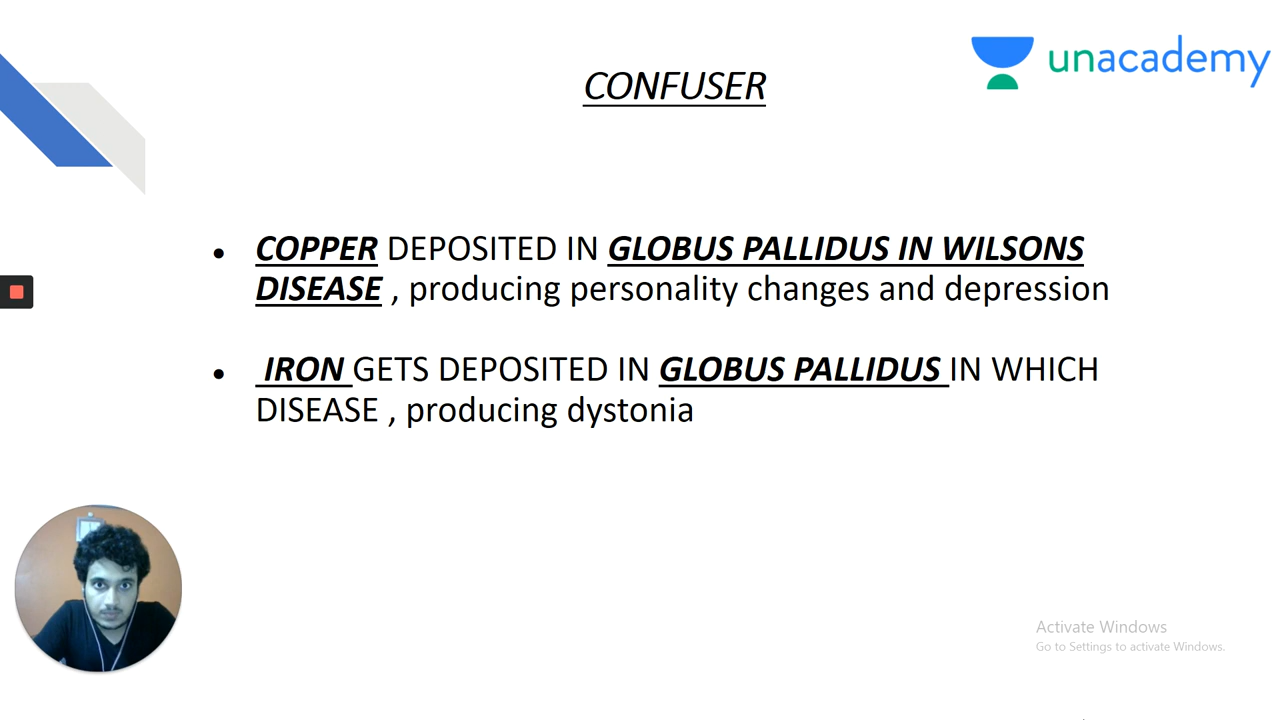 unacademy
CONFUSER
• COPPER DEPOSITED IN GLOBUS PALLIDUS IN WILSONS
DISEASE , producing personality changes and depression
• IRON GETS DEPOSITED IN GLOBUS PALLIDUS IN WHICH
DISEASE , producing dystonia
Activate Windows
Go to Settings to activate Windows.